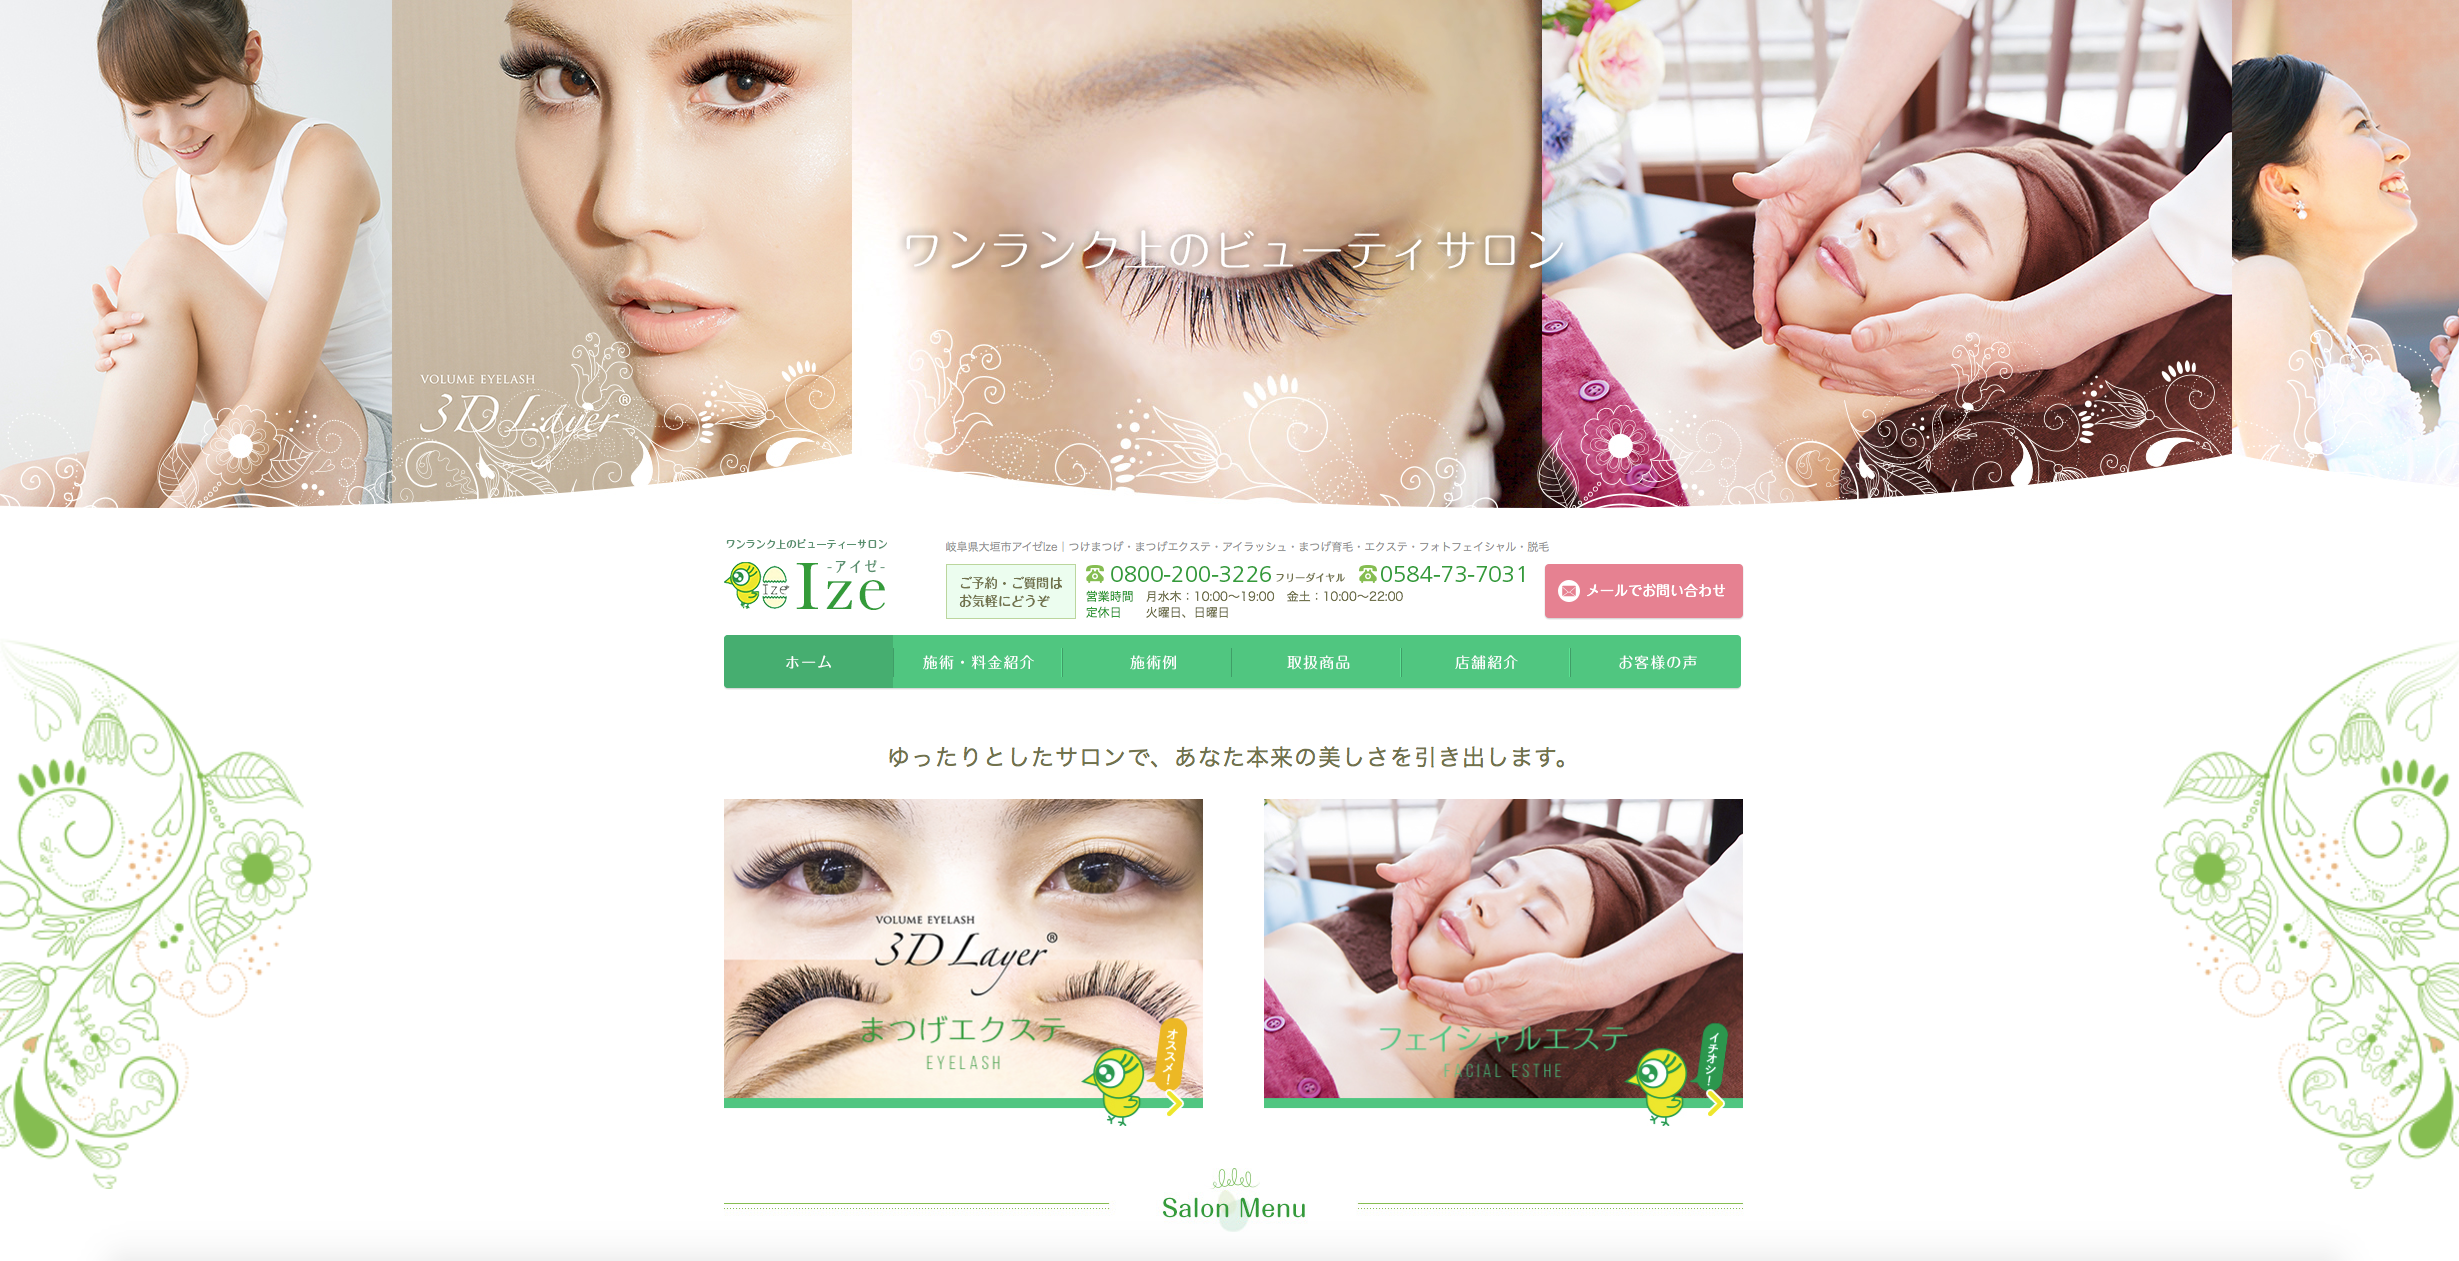 ワンランク上のビューティサロン
VOLUME EYELASH
3D Layer®
ワンランク上のビューティーサロン
-アイゼ-
Ize
Ize
岐阜県大垣市アイゼIze｜つけまつげ・まつげエクステ・アイラッシュ・まつげ育毛・エクステ・フォトフェイシャル・脱毛
ご予約・ご質問は
お気軽にどうぞ
0800-200-3226 フリーダイヤル 0584-73-7031
営業時間 月水木：10:00〜19:00 金土：10:00〜22:00
定休日 火曜日、日曜日
メールでお問い合わせ
ホーム 施術・料金紹介 施術例 取扱商品 店舗紹介 お客様の声
ゆったりとしたサロンで、あなた本来の美しさを引き出します。
VOLUME EYELASH
3D Layer®
まつげエクステ
EYELASH
オススメ！
フェイシャルエステ
FACIAL ESTHE
イチオシ！
Salon Menu